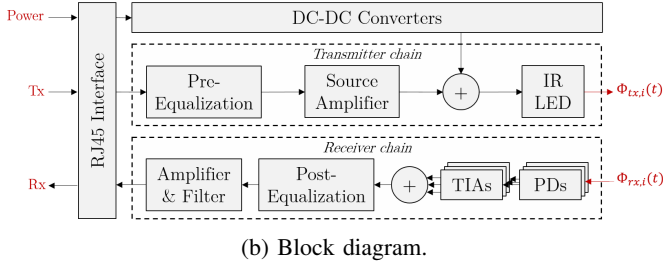 Power
DC-DC Converters
RJ45 Interface
Transmitter chain
Tx
Pre-
Equalization
Source
Amplifier
+
IR
LED
Φtx,i(t)
Receiver chain
Rx
Amplifier
& Filter
Post-
Equalization
+
TIAs
PDs
Φrx,i(t)
(b) Block diagram.